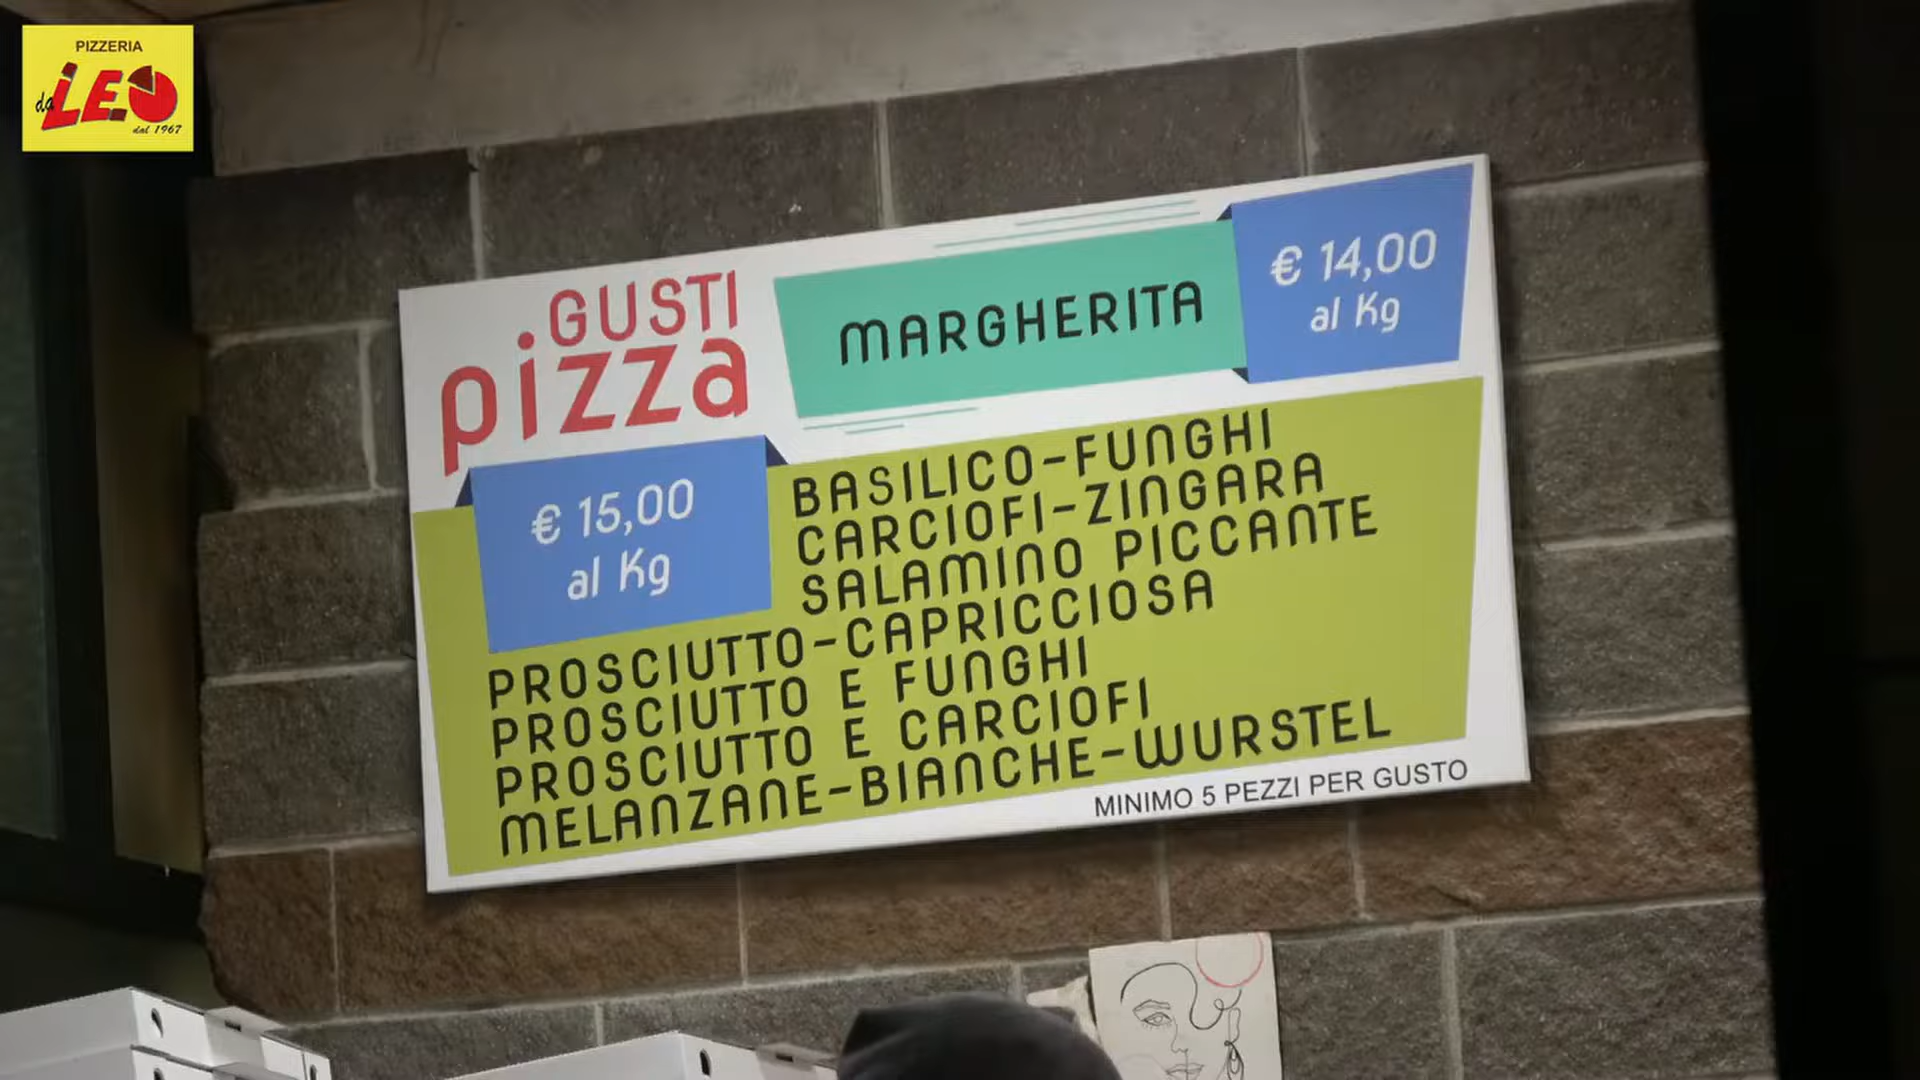 PIZZERIA
da LEO
dal 1967
GUSTI
pizza
MARGHERITA
€ 14,00
al Kg
€ 15,00
al Kg
BASILICO-FUNGHI
CARCIOFI-ZINGARA
SALAMINO PICCANTE
PROSCIUTTO-CAPRICCIOSA
PROSCIUTTO E FUNGHI
PROSCIUTTO E CARCIOFI
MELANZANE-BIANCHE-WURSTEL
MINIMO 5 PEZZI PER GUSTO